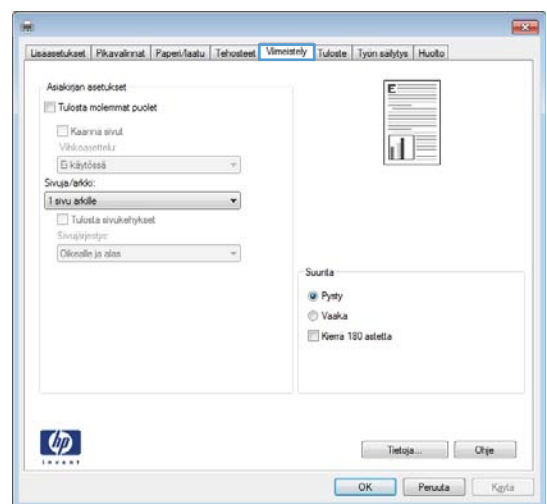 Lisäasetukset Pikavalinnat Paperi/laatu Tehosteet Viimeistely Tuloste Työn säilytys Huolto
Asiakirjan asetukset
Tulosta molemmat puolet
Käännä sivut
Vihkoasettelu:
Ei käytössä
Sivuja/arkki:
1 sivu arkille
Tulosta sivukehykset
Sivujärjestys:
Oikealle ja alas
E
Suunta
Pysty
Vaaka
Kierrä 180 astetta
hp
invent
Tietoja... Ohje
OK Peruuta Käytä